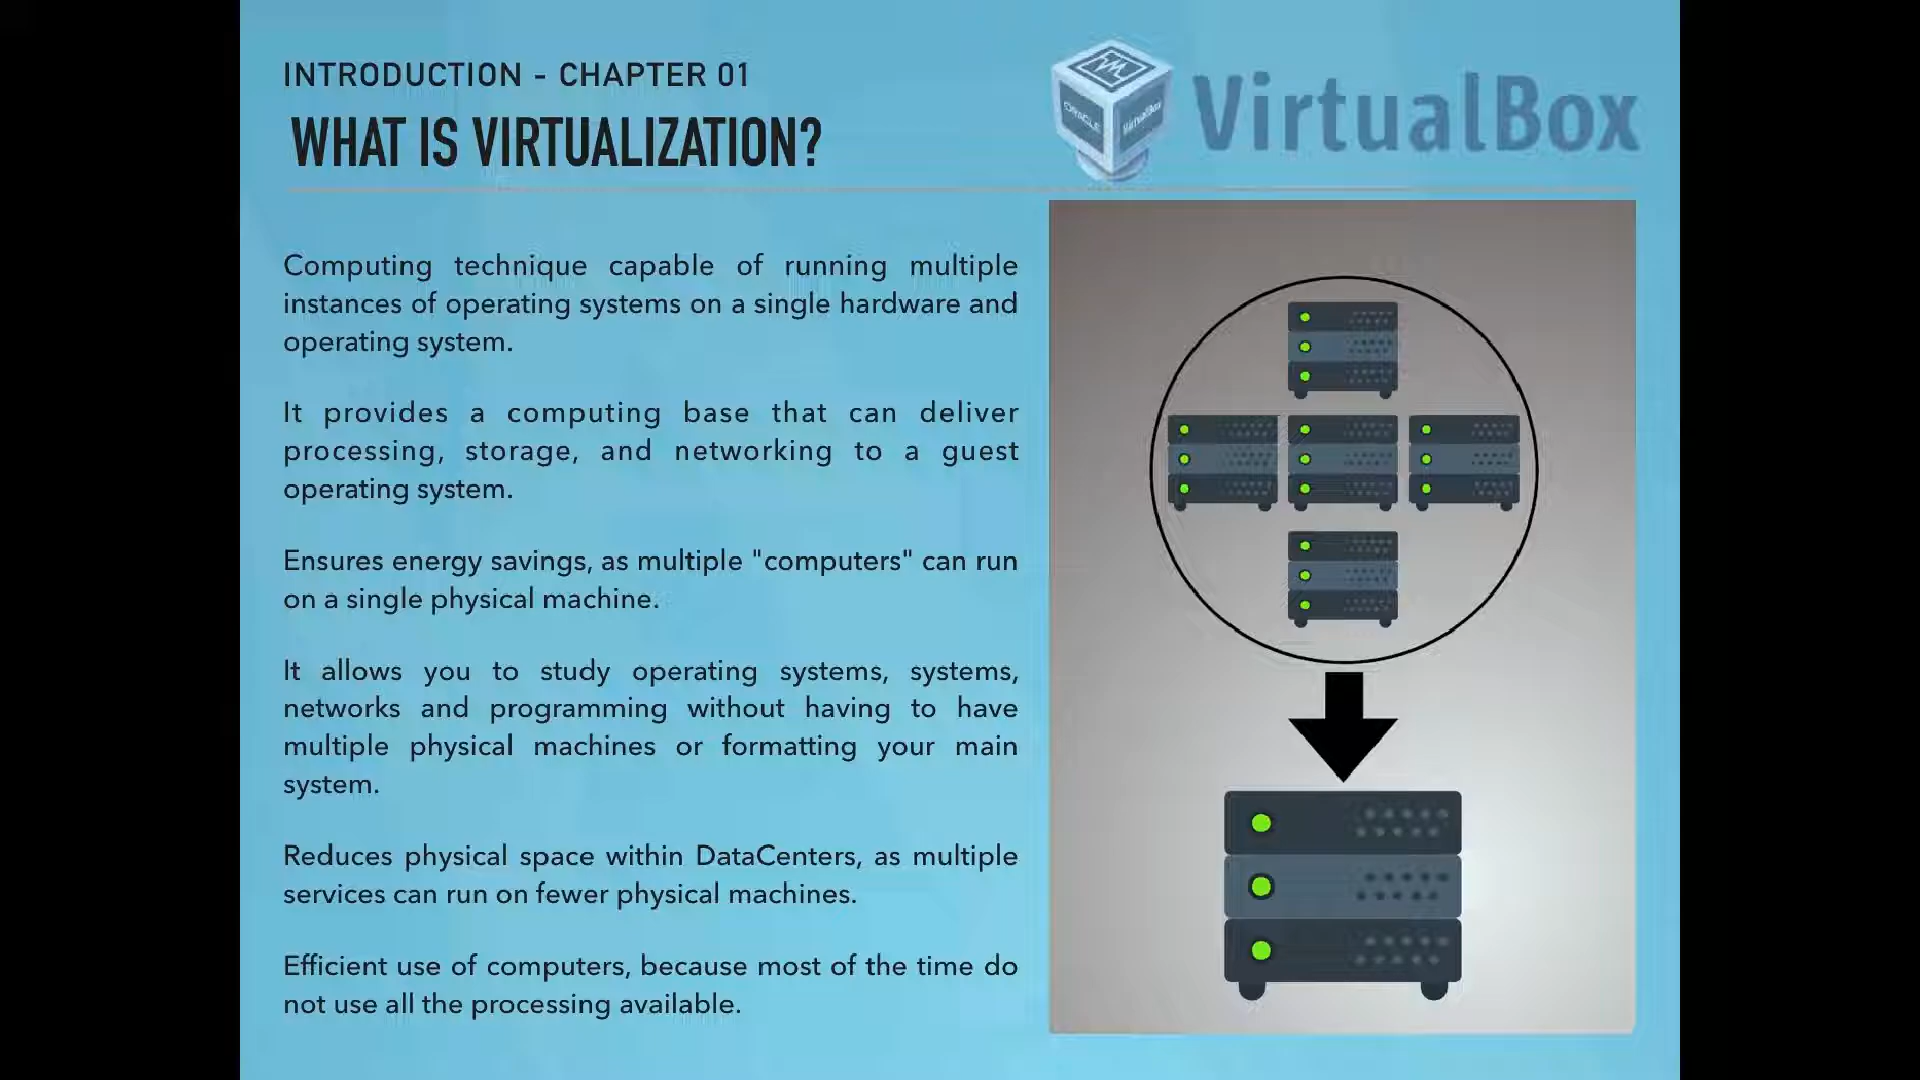 INTRODUCTION - CHAPTER 01
WHAT IS VIRTUALIZATION?
ORACLE
VirtualBox
VirtualBox
Computing technique capable of running multiple
instances of operating systems on a single hardware and
operating system.
It provides a computing base that can deliver
processing, storage, and networking to a guest
operating system.
Ensures energy savings, as multiple "computers" can run
on a single physical machine.
It allows you to study operating systems, systems,
networks and programming without having to have
multiple physical machines or formatting your main
system.
Reduces physical space within DataCenters, as multiple
services can run on fewer physical machines.
Efficient use of computers, because most of the time do
not use all the processing available.